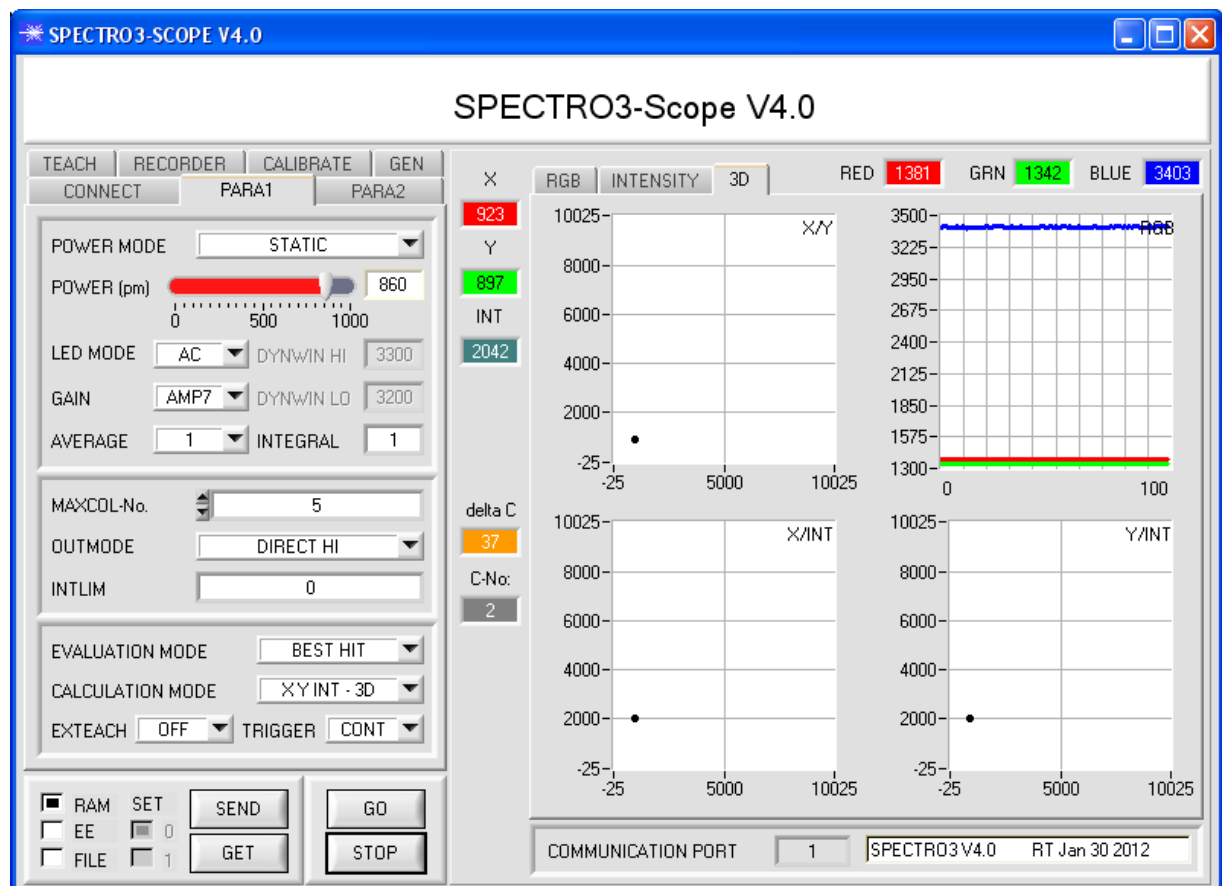 SPECTRO3-SCOPE V4.0
SPECTRO3-Scope V4.0
TEACH RECORDER CALIBRATE GEN
CONNECT PARA1 PARA2
POWER MODE STATIC
POWER (pm) 860
0 500 1000
LED MODE AC DYNWIN HI 3300
GAIN AMP7 DYNWIN LO 3200
AVERAGE 1 INTEGRAL 1
MAXCOL-No. 5
OUTMODE DIRECT HI
INTLIM 0
EVALUATION MODE BEST HIT
CALCULATION MODE X Y INT - 3D
EXTEACH OFF TRIGGER CONT
RAM SET SEND GO
EE 0
FILE 1 GET STOP
X
923
Y
897
INT
2042
delta C
37
C-No:
2
RGB INTENSITY 3D RED 1381 GRN 1342 BLUE 3403
X/Y
10025
8000
6000
4000
2000
-25
-25 5000 10025
RGB
3500
3225
2950
2675
2400
2125
1850
1575
1300
0 100
X/INT
10025
8000
6000
4000
2000
-25
-25 5000 10025
Y/INT
10025
8000
6000
4000
2000
-25
-25 5000 10025
COMMUNICATION PORT 1 SPECTRO3 V4.0 RT Jan 30 2012